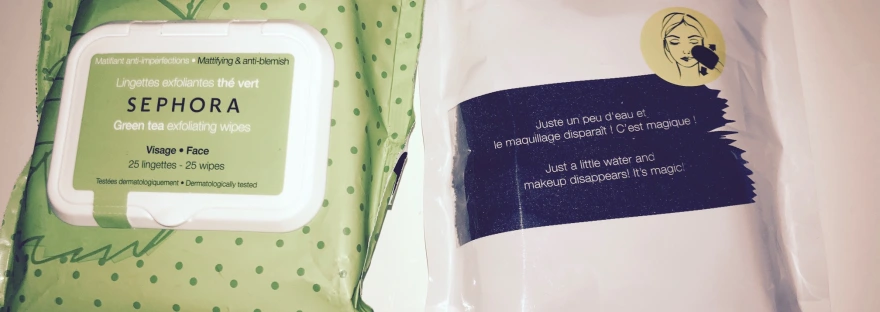 Matifiant anti-imperfections • Mattifying & anti-blemish
Lingettes exfoliantes thé vert
SEPHORA
Green tea exfoliating wipes
Visage • Face
25 lingettes - 25 wipes
Testées dermatologiquement • Dermatologically tested
Juste un peu d'eau et
le maquillage disparaît ! C'est magique !
Just a little water and
makeup disappears! It's magic!